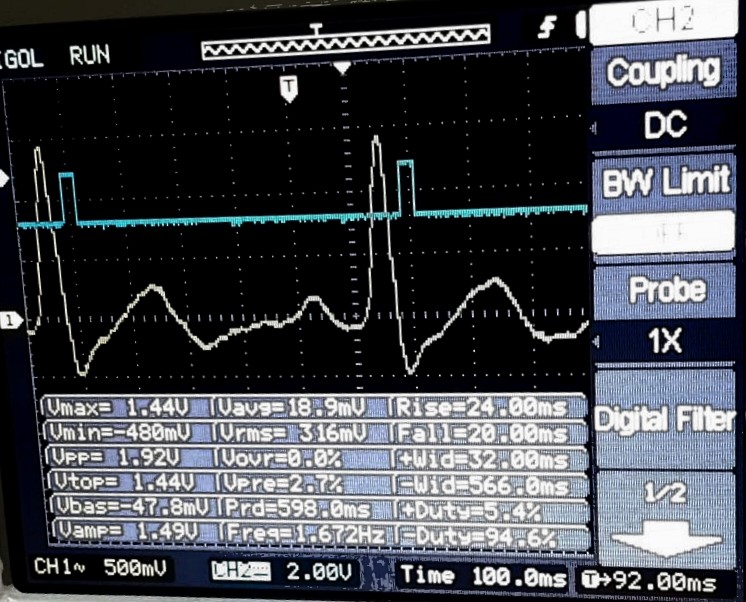 RIGOL RUN T
CH2
Coupling
DC
T
BW Limit
OFF
Probe
1
1X
Digital Filter
Vmax= 1.44V Vavg=18.9mV Rise=24.00ms
Vmin=-480mV Vrms= 316mV Fall=20.00ms
Vpp= 1.92V Vovr=0.0% +Wid=32.00ms
Vtop= 1.44V Vpre=2.7% -Wid=566.0ms
Vbas=-47.8mV Prd=598.0ms +Duty=5.4%
Vamp= 1.49V Freq=1.672Hz -Duty=94.6%
1/2
CH1~ 500mV CH2⎓ 2.00V Time 100.0ms T→92.00ms